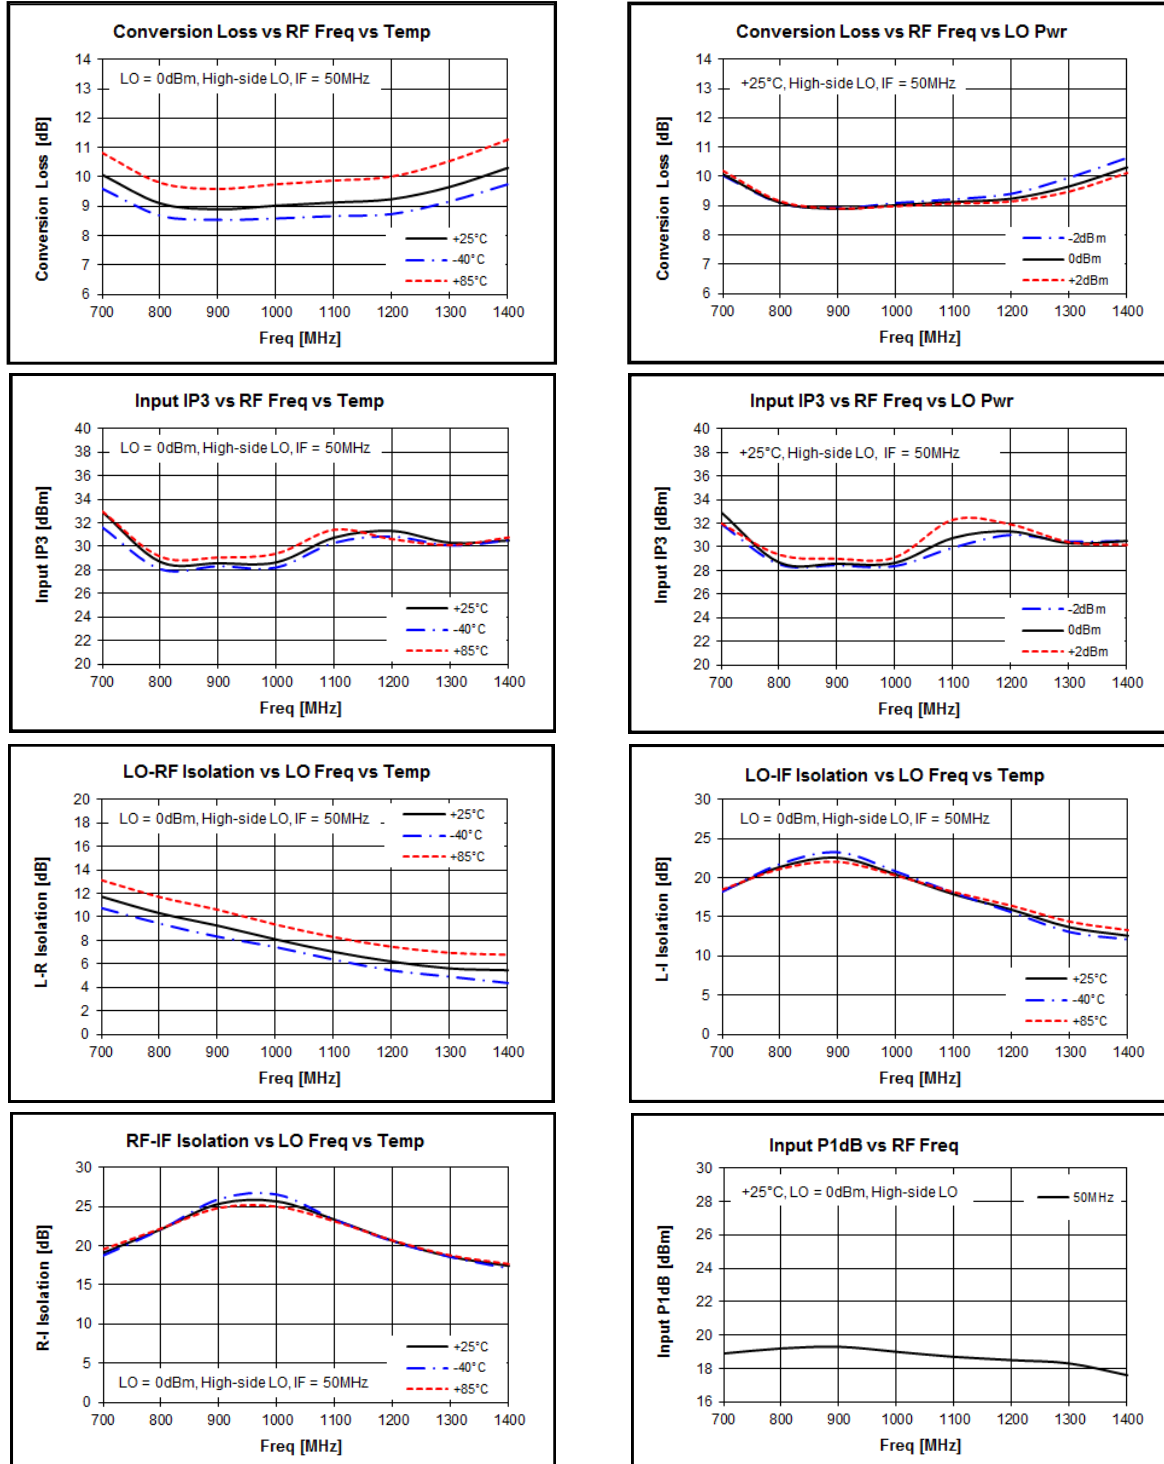 Conversion Loss vs RF Freq vs Temp
LO = 0dBm, High-side LO, IF = 50MHz
Conversion Loss [dB]
14
13
12
11
10
9
8
7
6
+25°C
-40°C
+85°C
700 800 900 1000 1100 1200 1300 1400
Freq [MHz]
Conversion Loss vs RF Freq vs LO Pwr
+25°C, High-side LO, IF = 50MHz
Conversion Loss [dB]
14
13
12
11
10
9
8
7
6
-2dBm
0dBm
+2dBm
700 800 900 1000 1100 1200 1300 1400
Freq [MHz]
Input IP3 vs RF Freq vs Temp
LO = 0dBm, High-side LO, IF = 50MHz
Input IP3 [dBm]
40
38
36
34
32
30
28
26
24
22
20
+25°C
-40°C
+85°C
700 800 900 1000 1100 1200 1300 1400
Freq [MHz]
Input IP3 vs RF Freq vs LO Pwr
+25°C, High-side LO, IF = 50MHz
Input IP3 [dBm]
40
38
36
34
32
30
28
26
24
22
20
-2dBm
0dBm
+2dBm
700 800 900 1000 1100 1200 1300 1400
Freq [MHz]
LO-RF Isolation vs LO Freq vs Temp
LO = 0dBm, High-side LO, IF = 50MHz
L-R Isolation [dB]
20
18
16
14
12
10
8
6
4
2
0
+25°C
-40°C
+85°C
700 800 900 1000 1100 1200 1300 1400
Freq [MHz]
LO-IF Isolation vs LO Freq vs Temp
LO = 0dBm, High-side LO, IF = 50MHz
L-I Isolation [dB]
30
25
20
15
10
5
0
+25°C
-40°C
+85°C
700 800 900 1000 1100 1200 1300 1400
Freq [MHz]
RF-IF Isolation vs LO Freq vs Temp
R-I Isolation [dB]
30
25
20
15
10
5
0
+25°C
-40°C
+85°C
LO = 0dBm, High-side LO, IF = 50MHz
700 800 900 1000 1100 1200 1300 1400
Freq [MHz]
Input P1dB vs RF Freq
+25°C, LO = 0dBm, High-side LO
50MHz
Input P1dB [dBm]
30
28
26
24
22
20
19
18
16
700 800 900 1000 1100 1200 1300 1400
Freq [MHz]